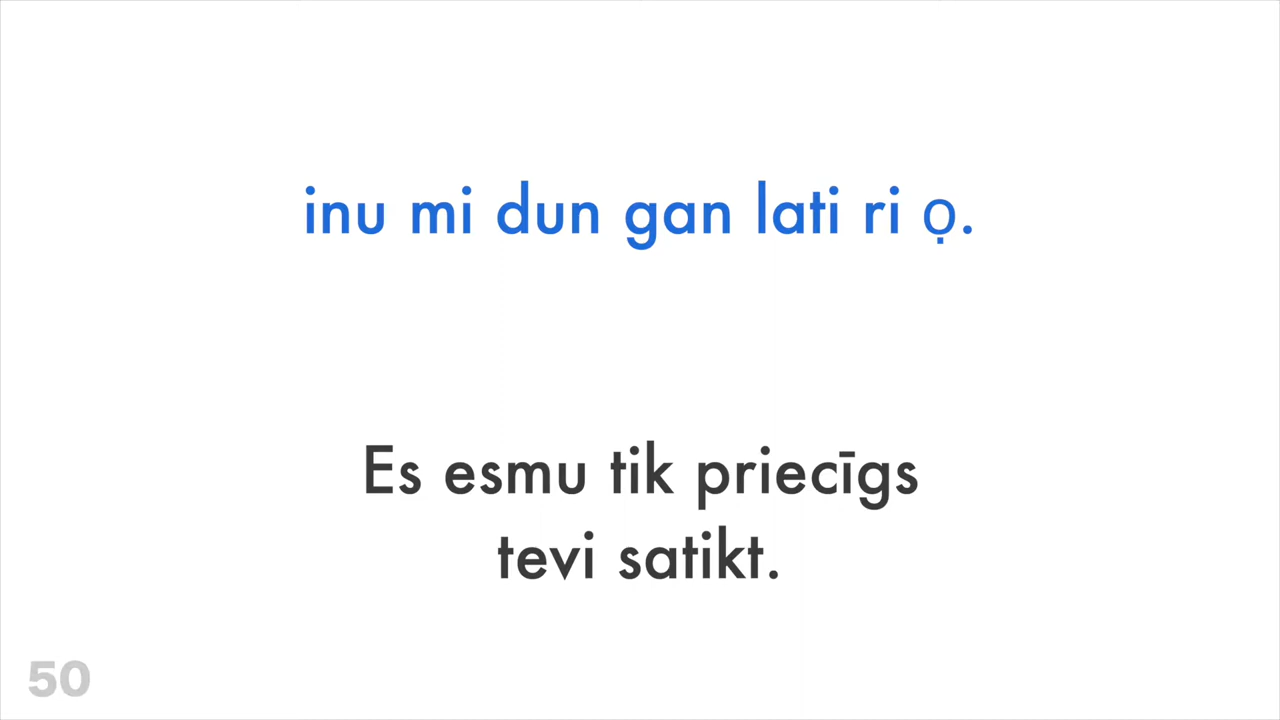 inu mi dun gan lati ri ọ.
Es esmu tik priecīgs
tevi satikt.
50